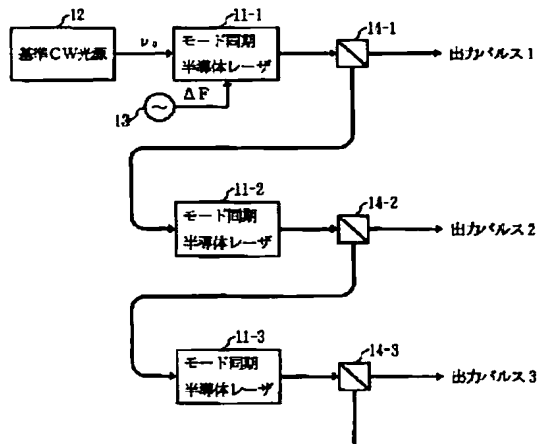 12
基準CW光源
ν₀
11-1
モード同期
半導体レーザ
14-1
出力パルス1
13
~
ΔF
11-2
モード同期
半導体レーザ
14-2
出力パルス2
11-3
モード同期
半導体レーザ
14-3
出力パルス3